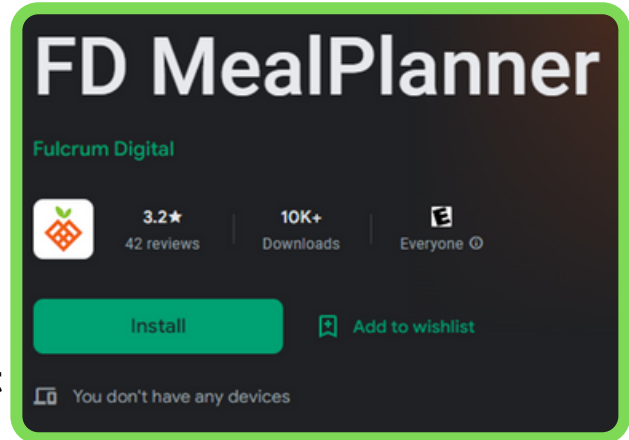 FD MealPlanner
Fulcrum Digital
3.2★ 10K+ E
42 reviews Downloads Everyone
Install Add to wishlist
You don't have any devices